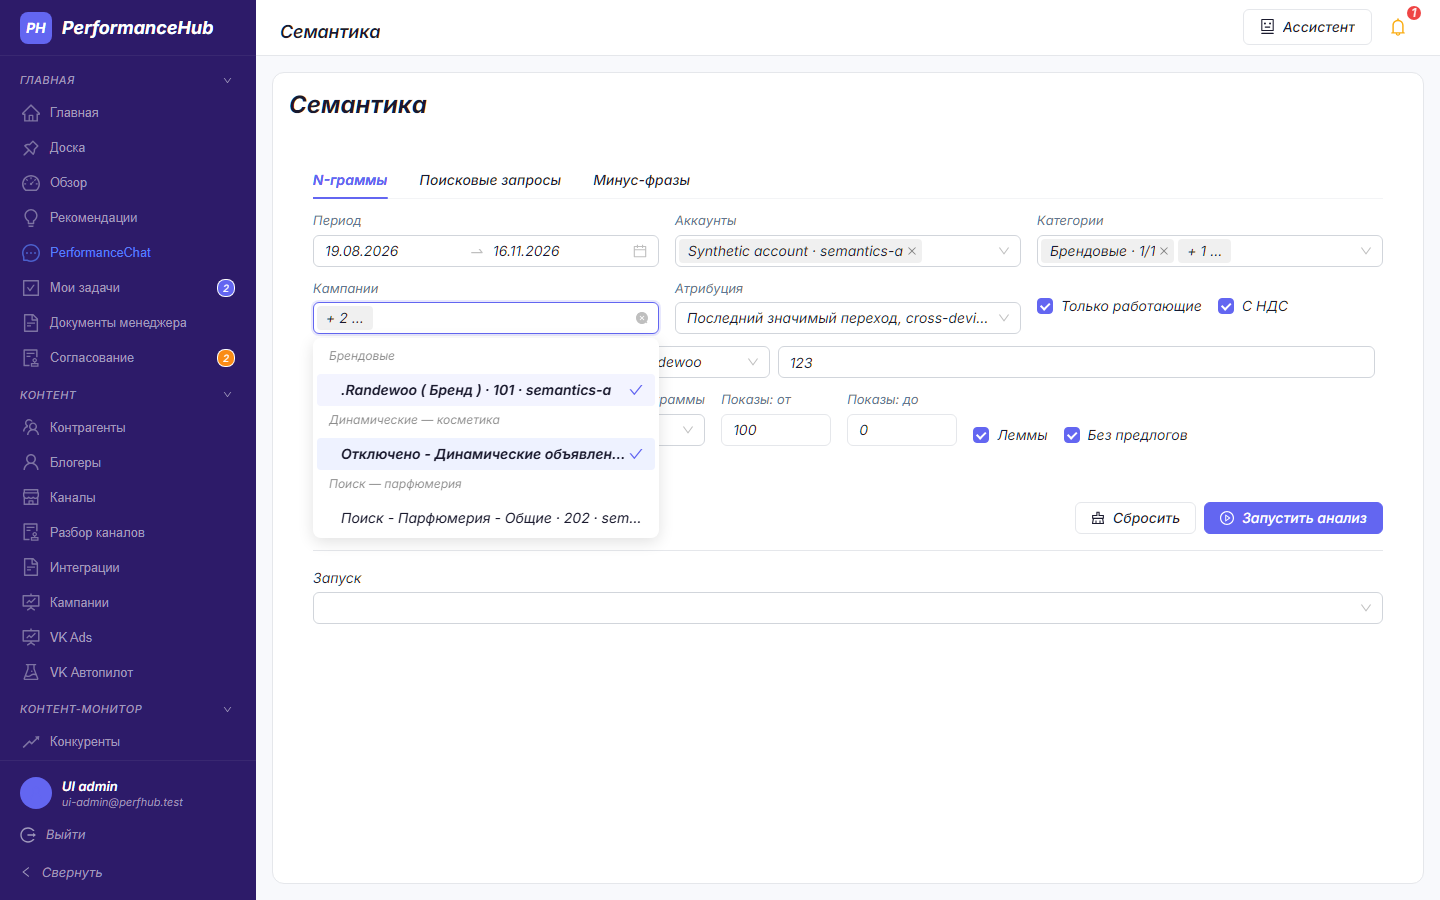 PH PerformanceHub
Семантика
Ассистент
1
ГЛАВНАЯ
Главная
Доска
Обзор
Рекомендации
PerformanceChat
Мои задачи 2
Документы менеджера
Согласование 2
КОНТЕНТ
Контрагенты
Блогеры
Каналы
Разбор каналов
Интеграции
Кампании
VK Ads
VK Автопилот
КОНТЕНТ-МОНИТОР
Конкуренты
UI admin
ui-admin@perfhub.test
Выйти
Свернуть
Семантика
N-граммы Поисковые запросы Минус-фразы
Период Аккаунты Категории
19.08.2026 → 16.11.2026 Synthetic account · semantics-a × Брендовые · 1/1 × + 1 ...
Кампании Атрибуция
+ 2 ... Последний значимый переход, cross-devi... Только работающие С НДС
Брендовые
.Randewoo ( Бренд ) · 101 · semantics-a
Динамические — косметика
Отключено - Динамические объявлен...
Поиск — парфюмерия
Поиск - Парфюмерия - Общие · 202 · sem...
dewoo 123
раммы Показы: от Показы: до
100 0 Леммы Без предлогов
Сбросить Запустить анализ
Запуск